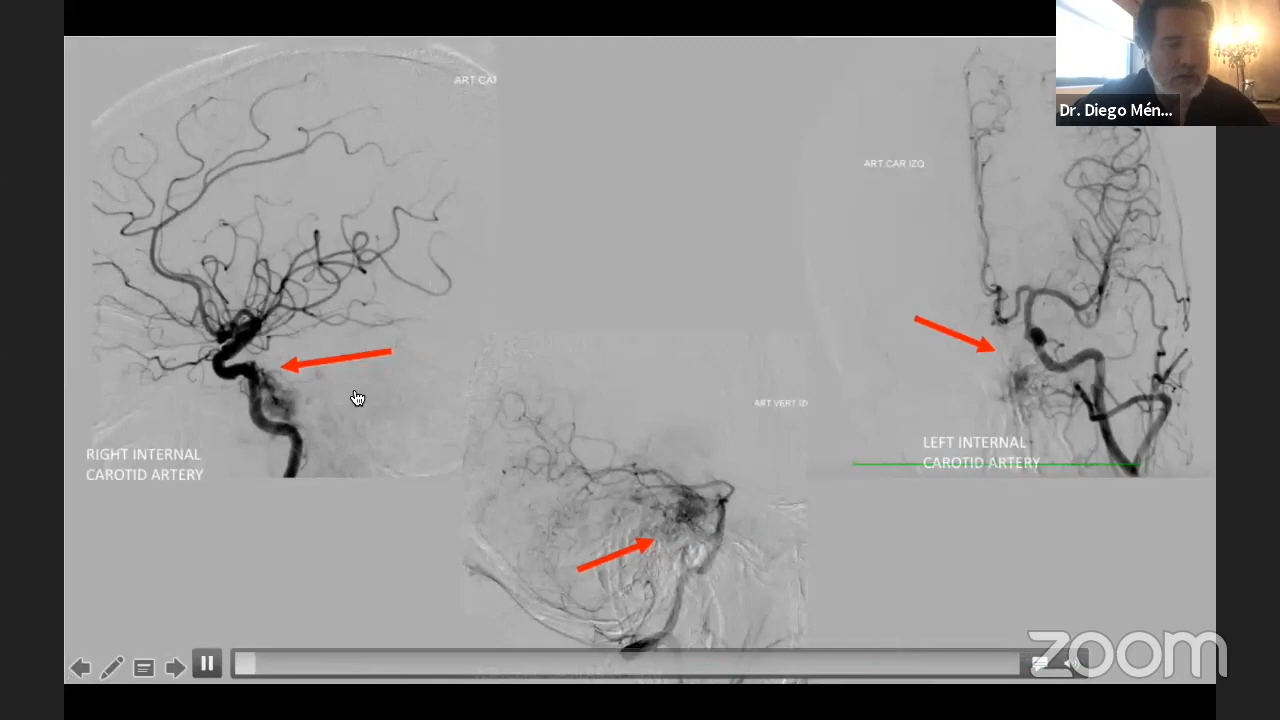 ART CAR
Dr. Diego Mén...
ART CAR IZQ
ART VERT ID
RIGHT INTERNAL
CAROTID ARTERY
LEFT INTERNAL
CAROTID ARTERY
zoom